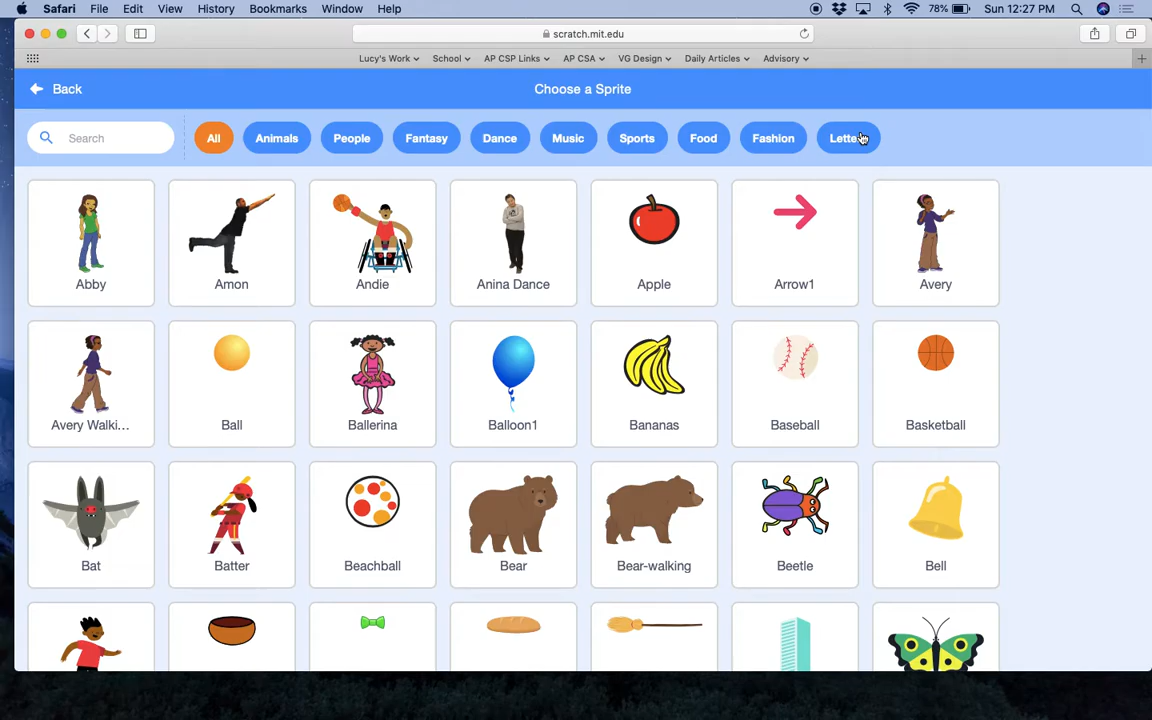 Safari File Edit View History Bookmarks Window Help 78% Sun 12:27 PM
scratch.mit.edu
Lucy's Work School AP CSP Links AP CSA VG Design Daily Articles Advisory
Back Choose a Sprite
Search All Animals People Fantasy Dance Music Sports Food Fashion
Abby Amon Andie Anina Dance Apple Arrow1 Avery
Avery Walki... Ball Ballerina Balloon1 Bananas Baseball Basketball
Bat Batter Beachball Bear Bear-walking Beetle Bell